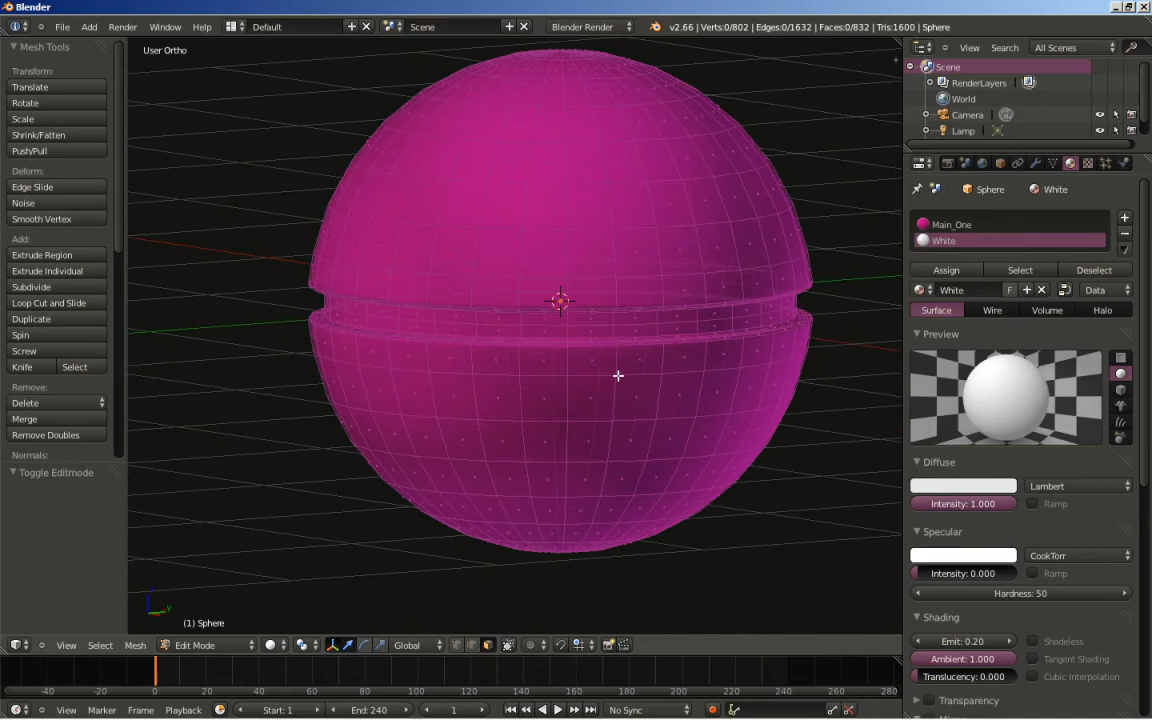 Blender
File Add Render Window Help Default Scene Blender Render v2.66 | Verts:0/802 | Edges:0/1632 | Faces:0/832 | Tris:1600 | Sphere
Mesh Tools
Transform:
Translate
Rotate
Scale
Shrink/Fatten
Push/Pull
Deform:
Edge Slide
Noise
Smooth Vertex
Add:
Extrude Region
Extrude Individual
Subdivide
Loop Cut and Slide
Duplicate
Spin
Screw
Knife Select
Remove:
Delete
Merge
Remove Doubles
Normals:
Toggle Editmode
User Ortho
(1) Sphere
View Select Mesh Edit Mode Global
View Search All Scenes
Scene
RenderLayers
World
Camera
Lamp
Sphere White
Main_One
White
Assign Select Deselect
White F Data
Surface Wire Volume Halo
Preview
Diffuse
Lambert
Intensity: 1.000 Ramp
Specular
CookTorr
Intensity: 0.000 Ramp
Hardness: 50
Shading
Emit: 0.20 Shadeless
Ambient: 1.000 Tangent Shading
Translucency: 0.000 Cubic Interpolation
Transparency
-40 -20 0 20 40 60 80 100 120 140 160 180 200 220 240 260 280
View Marker Frame Playback Start: 1 End: 240 1 No Sync